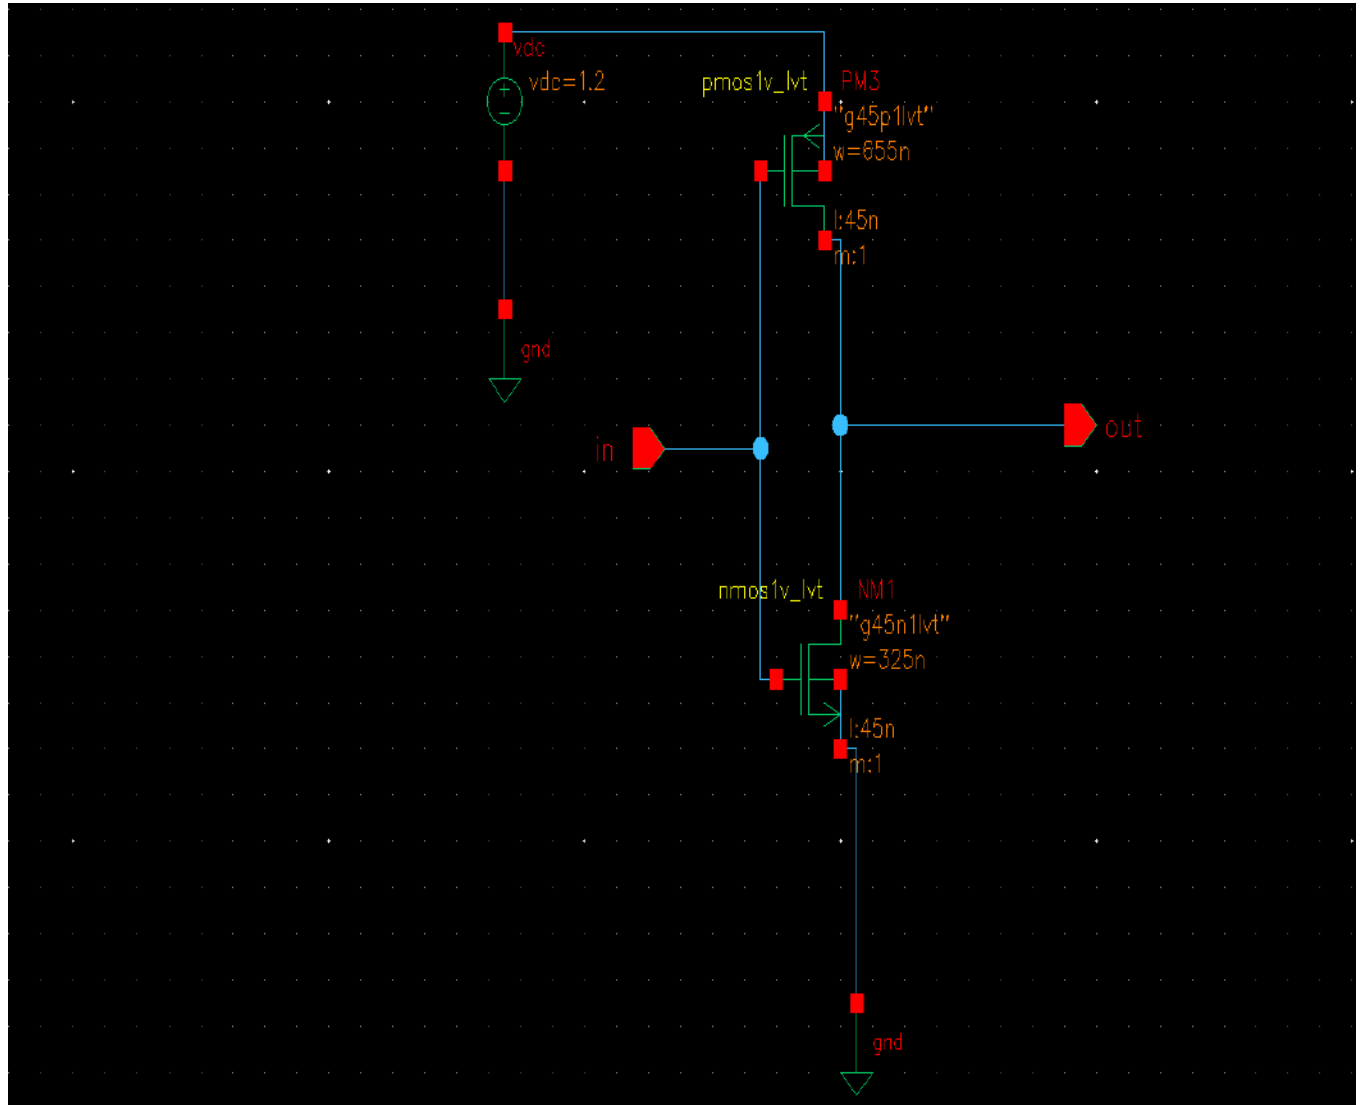 vdc
vdc=1.2
pmos1v_lvt PM3
"g45p1lvt"
w=655n
l:45n
m:1
gnd
in
out
nmos1v_lvt NM1
"g45n1lvt"
w=325n
l:45n
m:1
gnd